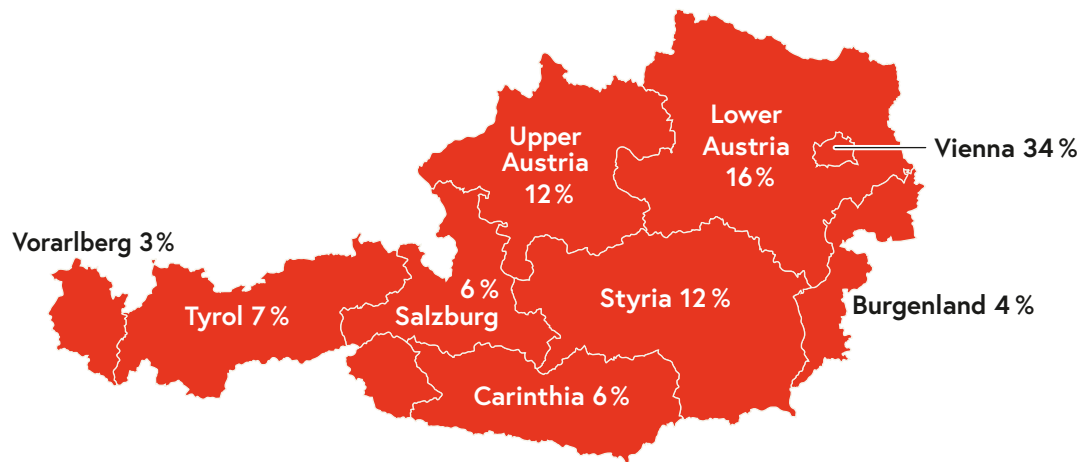 Lower
Austria
16 %
Upper
Austria
12 %
Vienna 34 %
Vorarlberg 3 %
6 %
Salzburg
Styria 12 %
Burgenland 4 %
Tyrol 7 %
Carinthia 6 %